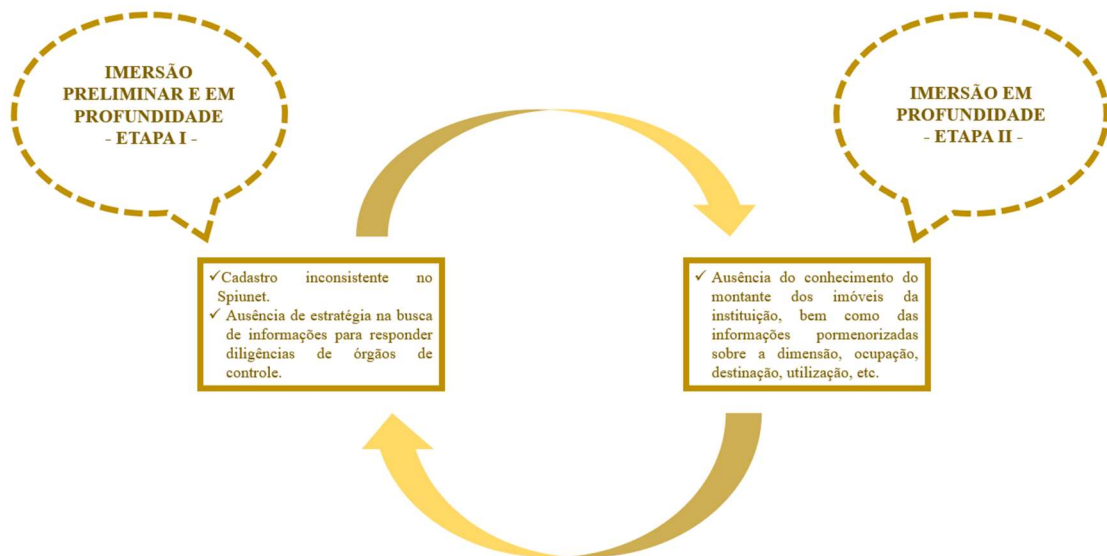 IMERSÃO
PRELIMINAR E EM
PROFUNDIDADE
- ETAPA I -
IMERSÃO EM
PROFUNDIDADE
- ETAPA II -
✓Cadastro inconsistente no
Spiunet.
✓ Ausência de estratégia na busca
de informações para responder
diligências de órgãos de
controle.
✓ Ausência do conhecimento do
montante dos imóveis da
instituição, bem como das
informações pormenorizadas
sobre a dimensão, ocupação,
destinação, utilização, etc.